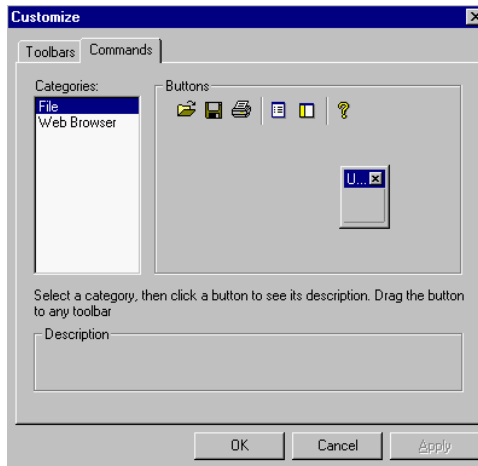 Customize
Toolbars Commands
Categories:
Buttons
File
Web Browser
U...
Select a category, then click a button to see its description. Drag the button
to any toolbar
Description
OK Cancel Apply